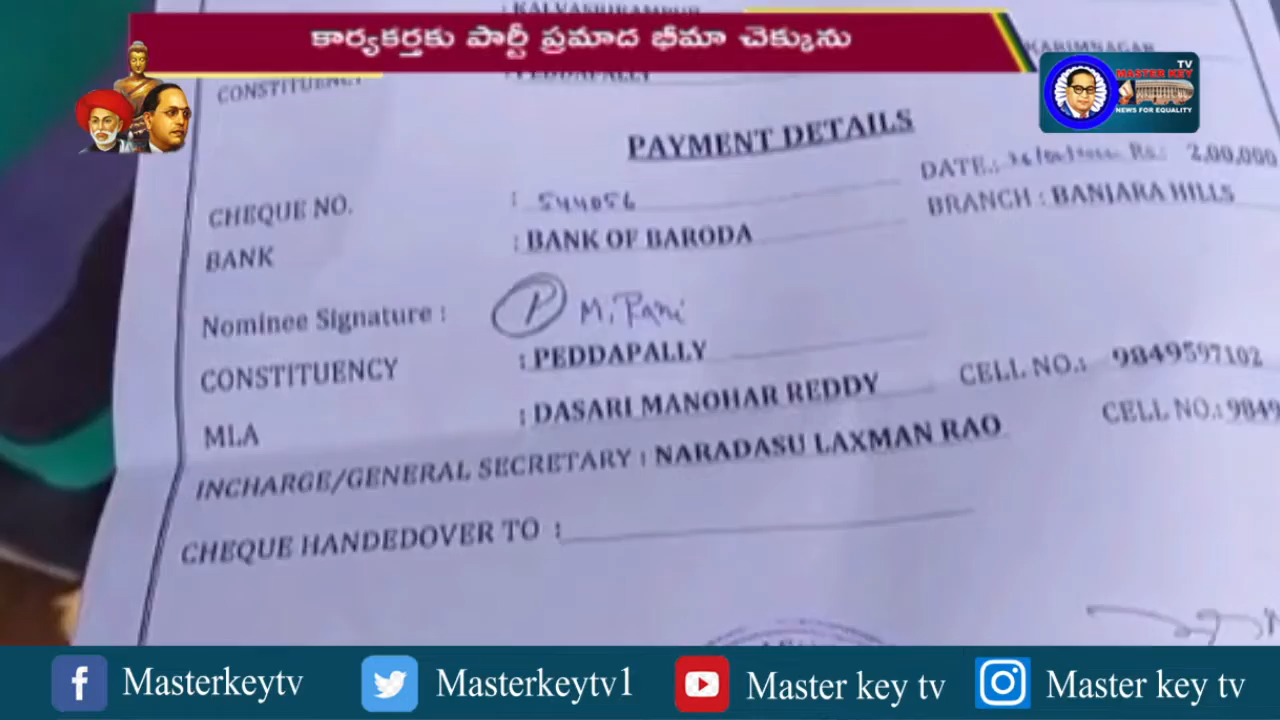 : KALVASRIRAMPUR
కార్యకర్తకు పార్టీ ప్రమాద భీమా చెక్కును
KARIMNAGAR
CONSTITUENCY : PEDDAPALLY
TV
MASTER KEY
NEWS FOR EQUALITY
PAYMENT DETAILS
CHEQUE NO. : 544056 DATE.: Rs.: 2,00,000
BANK : BANK OF BARODA BRANCH : BANJARA HILLS
Nominee Signature : P M. Rani
CONSTITUENCY : PEDDAPALLY
MLA : DASARI MANOHAR REDDY CELL NO.: 9849597102
INCHARGE/GENERAL SECRETARY : NARADASU LAXMAN RAO CELL NO.: 9849
CHEQUE HANDEDOVER TO :
Masterkeytv Masterkeytv1 Master key tv Master key tv